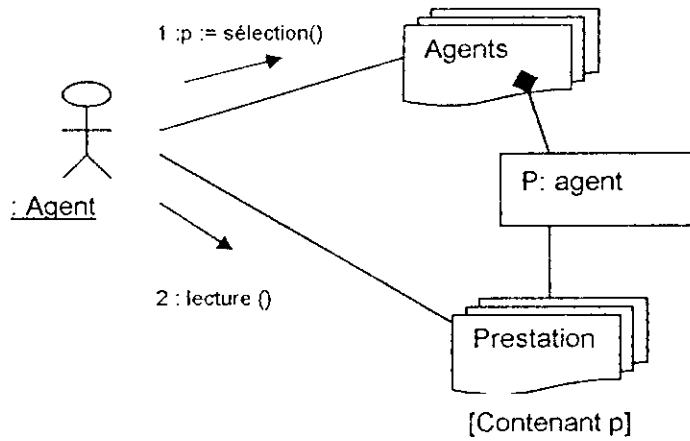 1 :p := sélection()
Agents
P: agent
: Agent
2 : lecture ()
Prestation
[Contenant p]